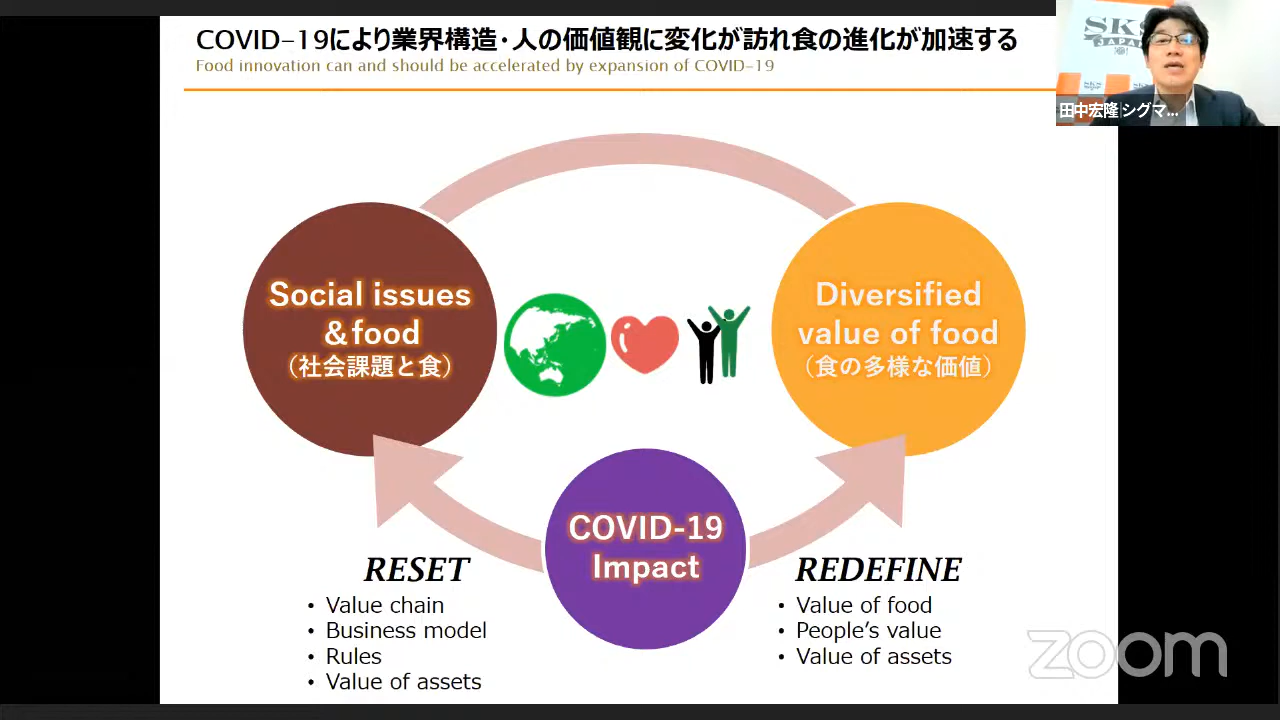 COVID-19により業界構造・人の価値観に変化が訪れ食の進化が加速する
Food innovation can and should be accelerated by expansion of COVID-19
SKS
JAPAN
SKS
SKS
田中宏隆 シグマ...
Social issues
&food
（社会課題と食）
Diversified
value of food
（食の多様な価値）
COVID-19
Impact
RESET
• Value chain
• Business model
• Rules
• Value of assets
REDEFINE
• Value of food
• People’s value
• Value of assets
zoom